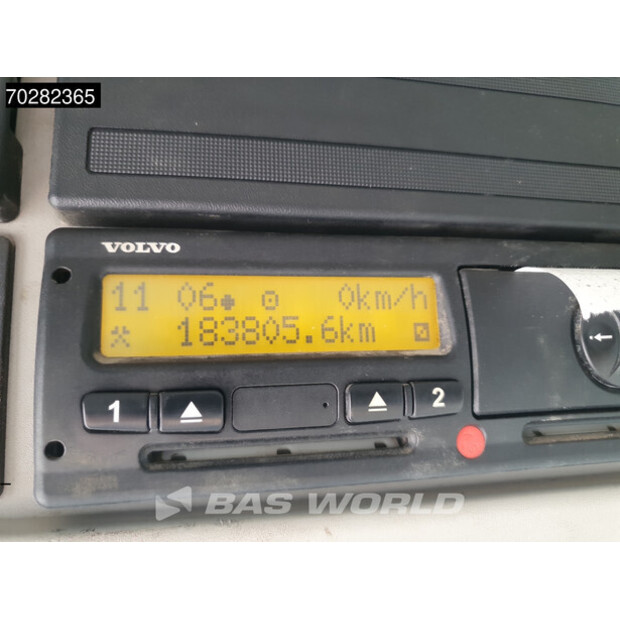 70282365
VOLVO
11 06 0km/h
183805.6km
1 2
BAS WORLD